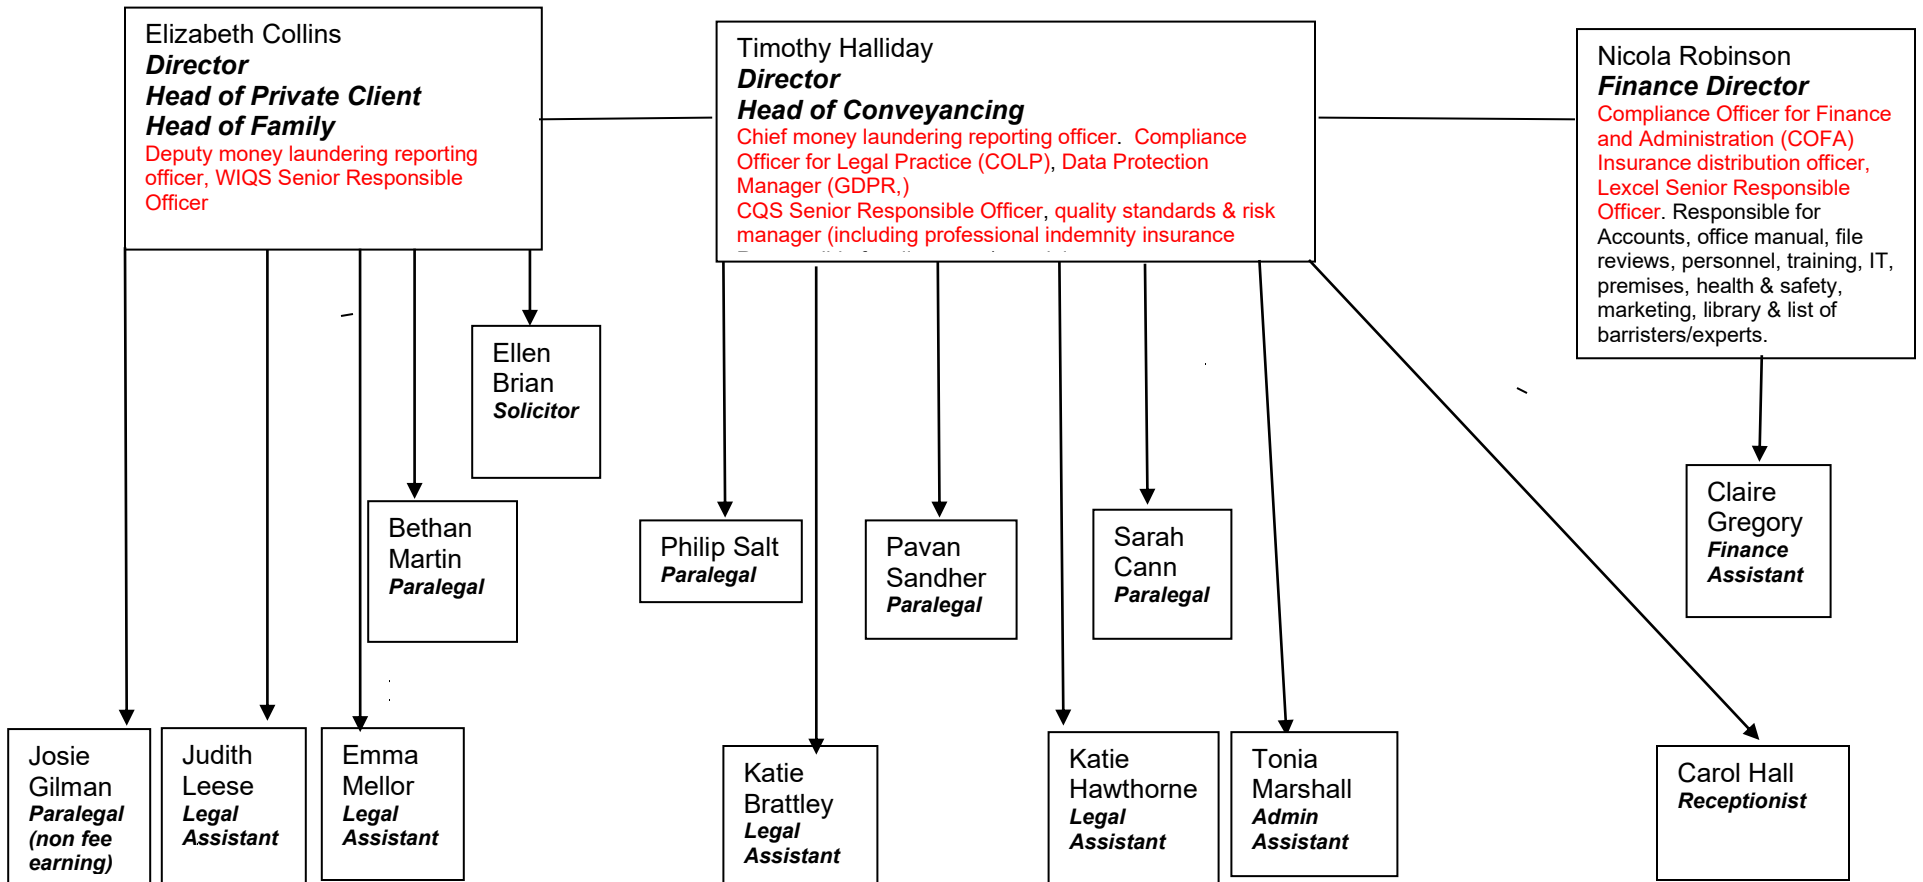 Elizabeth Collins
Director
Head of Private Client
Head of Family
Deputy money laundering reporting
officer, WIQS Senior Responsible
Officer
Timothy Halliday
Director
Head of Conveyancing
Chief money laundering reporting officer.  Compliance
Officer for Legal Practice (COLP), Data Protection
Manager (GDPR,)
CQS Senior Responsible Officer, quality standards & risk
manager (including professional indemnity insurance
Nicola Robinson
Finance Director
Compliance Officer for Finance
and Administration (COFA)
Insurance distribution officer,
Lexcel Senior Responsible
Officer. Responsible for
Accounts, office manual, file
reviews, personnel, training, IT,
premises, health & safety,
marketing, library & list of
barristers/experts.
Ellen
Brian
Solicitor
Bethan
Martin
Paralegal
Philip Salt
Paralegal
Pavan
Sandher
Paralegal
Sarah
Cann
Paralegal
Claire
Gregory
Finance
Assistant
Josie
Gilman
Paralegal
(non fee
earning)
Judith
Leese
Legal
Assistant
Emma
Mellor
Legal
Assistant
Katie
Brattley
Legal
Assistant
Katie
Hawthorne
Legal
Assistant
Tonia
Marshall
Admin
Assistant
Carol Hall
Receptionist